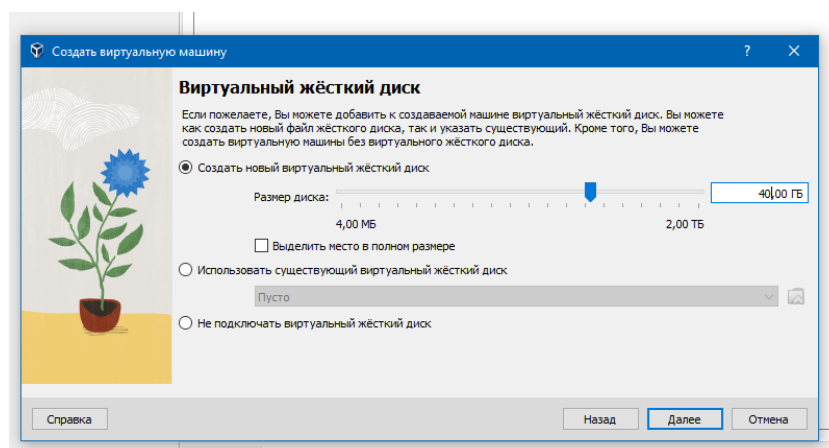 Создать виртуальную машину
Виртуальный жёсткий диск
Если пожелаете, Вы можете добавить к создаваемой машине виртуальный жёсткий диск. Вы можете
как создать новый файл жёсткого диска, так и указать существующий. Кроме того, Вы можете
создать виртуальную машины без виртуального жёсткого диска.
Создать новый виртуальный жёсткий диск
Размер диска:
40,00 ГБ
4,00 МБ
2,00 ТБ
Выделить место в полном размере
Использовать существующий виртуальный жёсткий диск
Пусто
Не подключать виртуальный жёсткий диск
Справка
Назад
Далее
Отмена